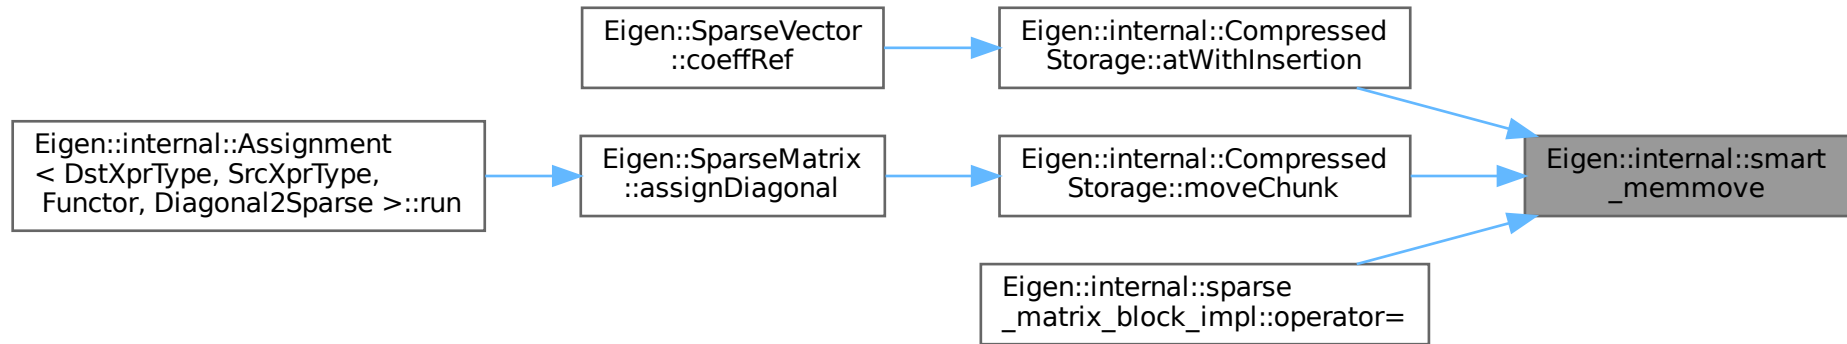 Eigen::SparseVector
::coeffRef
Eigen::internal::Compressed
Storage::atWithInsertion
Eigen::internal::Assignment
< DstXprType, SrcXprType,
Functor, Diagonal2Sparse >::run
Eigen::SparseMatrix
::assignDiagonal
Eigen::internal::Compressed
Storage::moveChunk
Eigen::internal::smart
_memmove
Eigen::internal::sparse
_matrix_block_impl::operator=